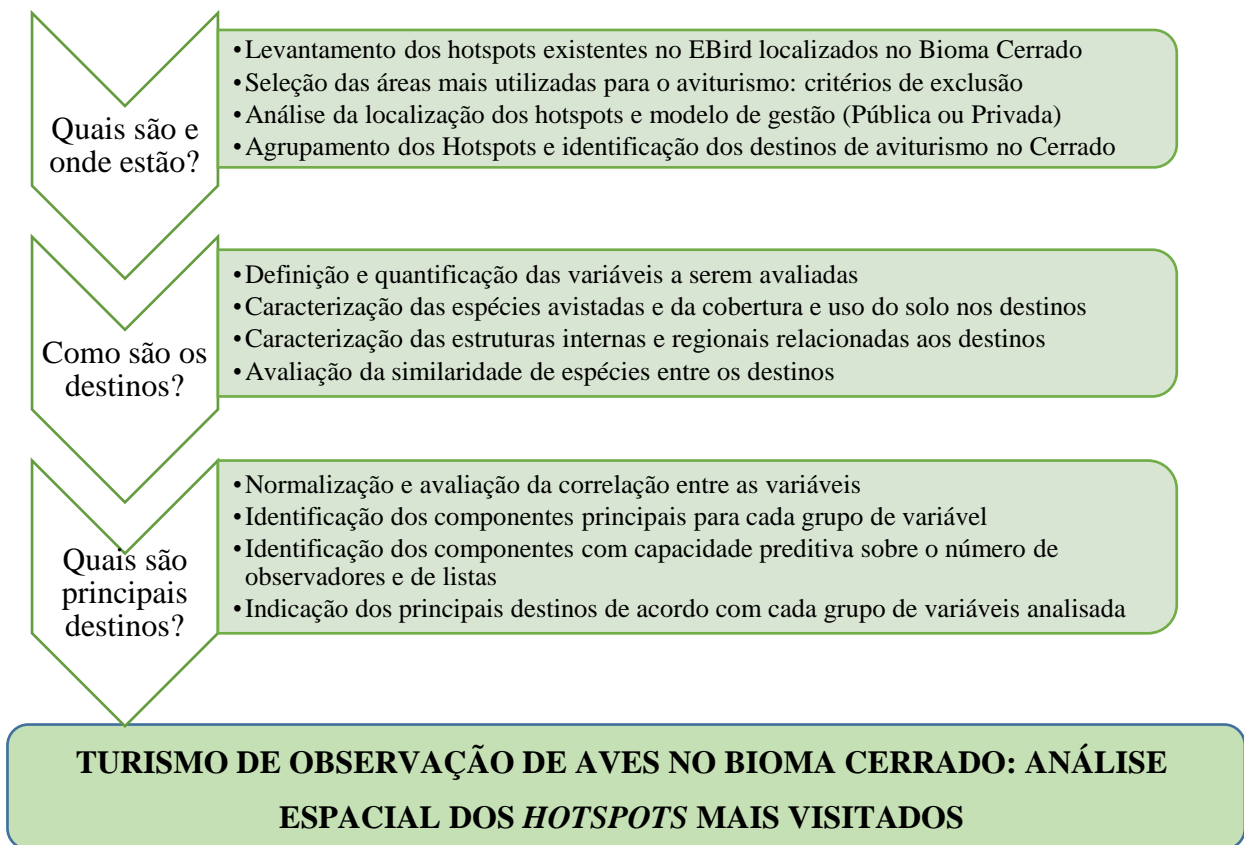 Quais são e
onde estão?
•Levantamento dos hotspots existentes no EBird localizados no Bioma Cerrado
•Seleção das áreas mais utilizadas para o aviturismo: critérios de exclusão
•Análise da localização dos hotspots e modelo de gestão (Pública ou Privada)
•Agrupamento dos Hotspots e identificação dos destinos de aviturismo no Cerrado
Como são os
destinos?
•Definição e quantificação das variáveis a serem avaliadas
•Caracterização das espécies avistadas e da cobertura e uso do solo nos destinos
•Caracterização das estruturas internas e regionais relacionadas aos destinos
•Avaliação da similaridade de espécies entre os destinos
Quais são
principais
destinos?
•Normalização e avaliação da correlação entre as variáveis
•Identificação dos componentes principais para cada grupo de variável
•Identificação dos componentes com capacidade preditiva sobre o número de
observadores e de listas
•Indicação dos principais destinos de acordo com cada grupo de variáveis analisada
TURISMO DE OBSERVAÇÃO DE AVES NO BIOMA CERRADO: ANÁLISE
ESPACIAL DOS HOTSPOTS MAIS VISITADOS